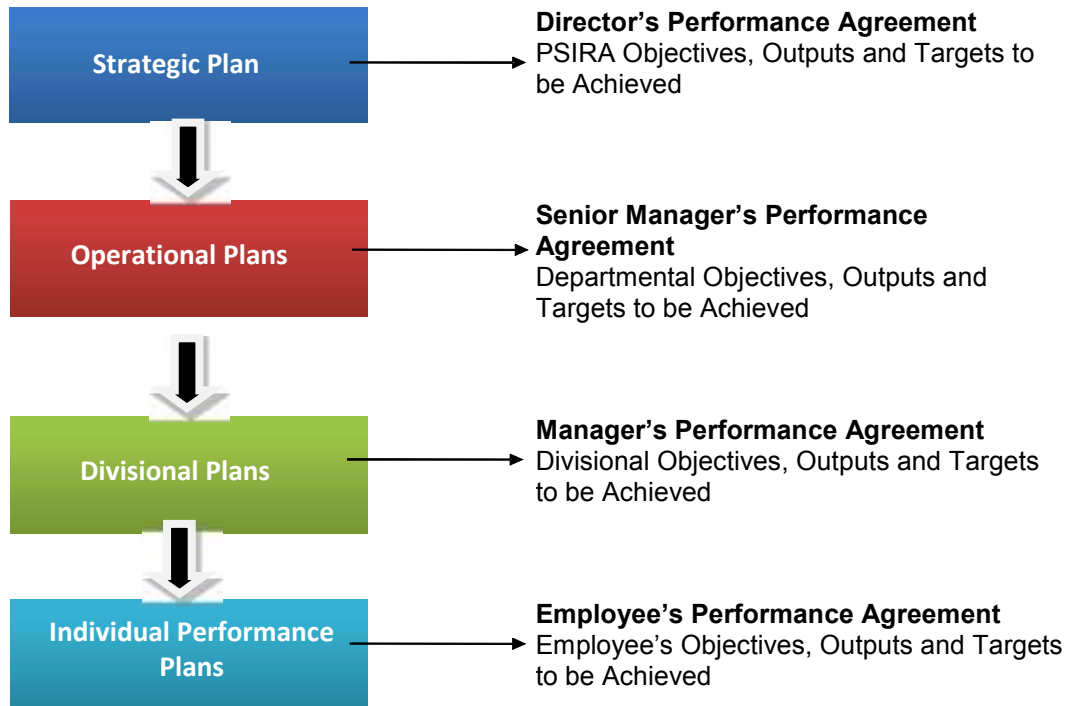 Strategic Plan
Director’s Performance Agreement
PSIRA Objectives, Outputs and Targets to
be Achieved
Operational Plans
Senior Manager’s Performance
Agreement
Departmental Objectives, Outputs and
Targets to be Achieved
Divisional Plans
Manager’s Performance Agreement
Divisional Objectives, Outputs and Targets
to be Achieved
Individual Performance
Plans
Employee’s Performance Agreement
Employee’s Objectives, Outputs and Targets
to be Achieved